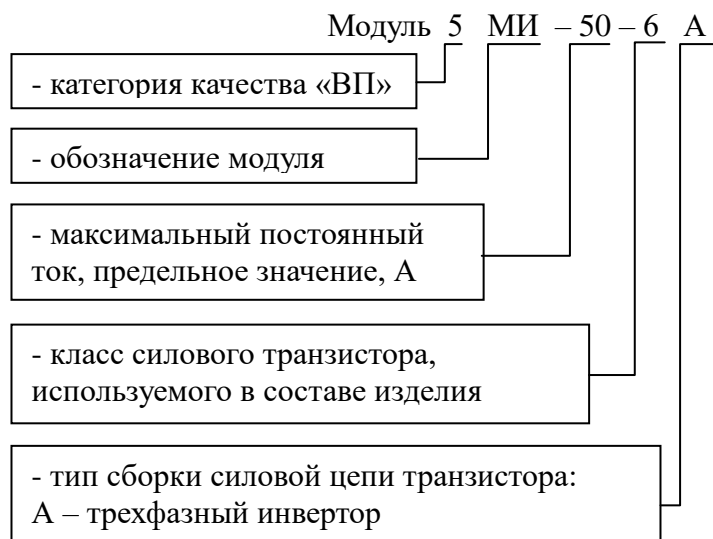 Модуль 5 МИ – 50 – 6 А
- категория качества «ВП»
- обозначение модуля
- максимальный постоянный
ток, предельное значение, А
- класс силового транзистора,
используемого в составе изделия
- тип сборки силовой цепи транзистора:
А – трехфазный инвертор